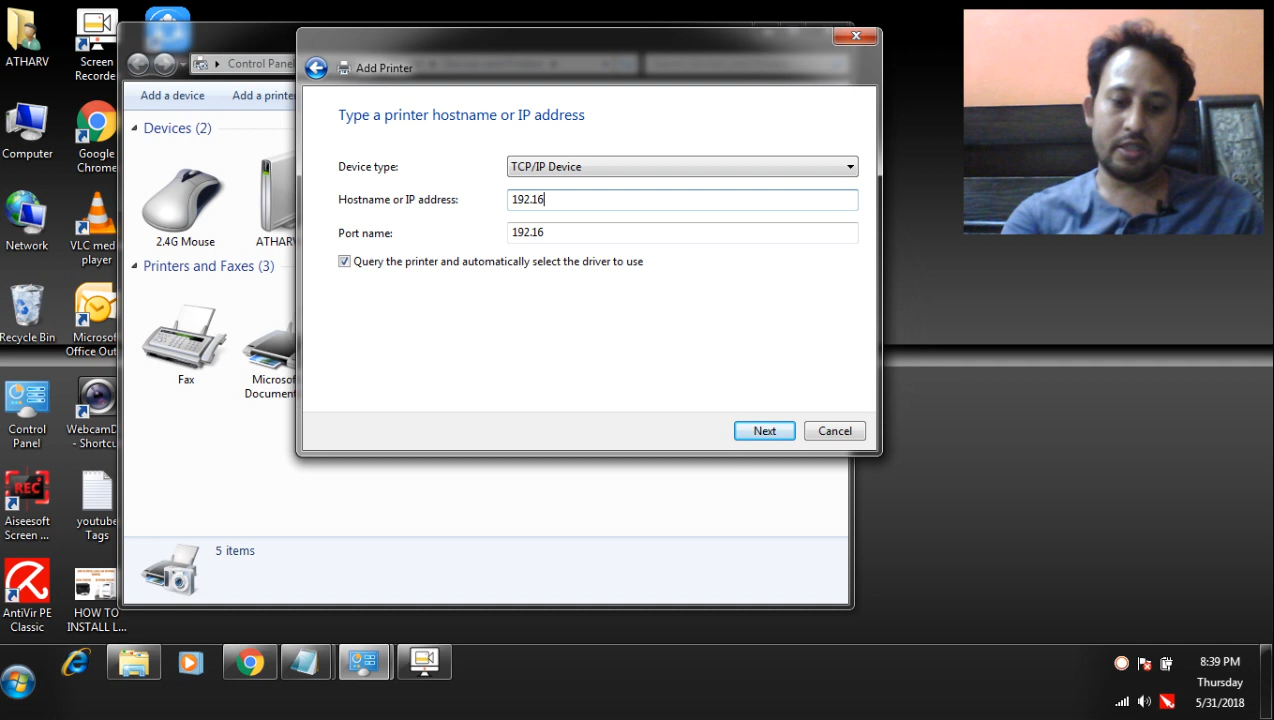 ATHARV
Screen
Recorde
Computer
Google
Chrome
Network
VLC med
player
Recycle Bin
Microsof
Office Out
Control
Panel
WebcamD
- Shortcu
REC
Aiseesoft
Screen ...
youtube
Tags
AntiVir PE
Classic
HOW TO
INSTALL L...
Control Panel
Add a device
Add a printer
Devices (2)
2.4G Mouse
ATHARV
Printers and Faxes (3)
Fax
Microsof
Document
5 items
Add Printer
Type a printer hostname or IP address
Device type:
TCP/IP Device
Hostname or IP address:
192.16
Port name:
192.16
Query the printer and automatically select the driver to use
Next
Cancel
8:39 PM
Thursday
5/31/2018